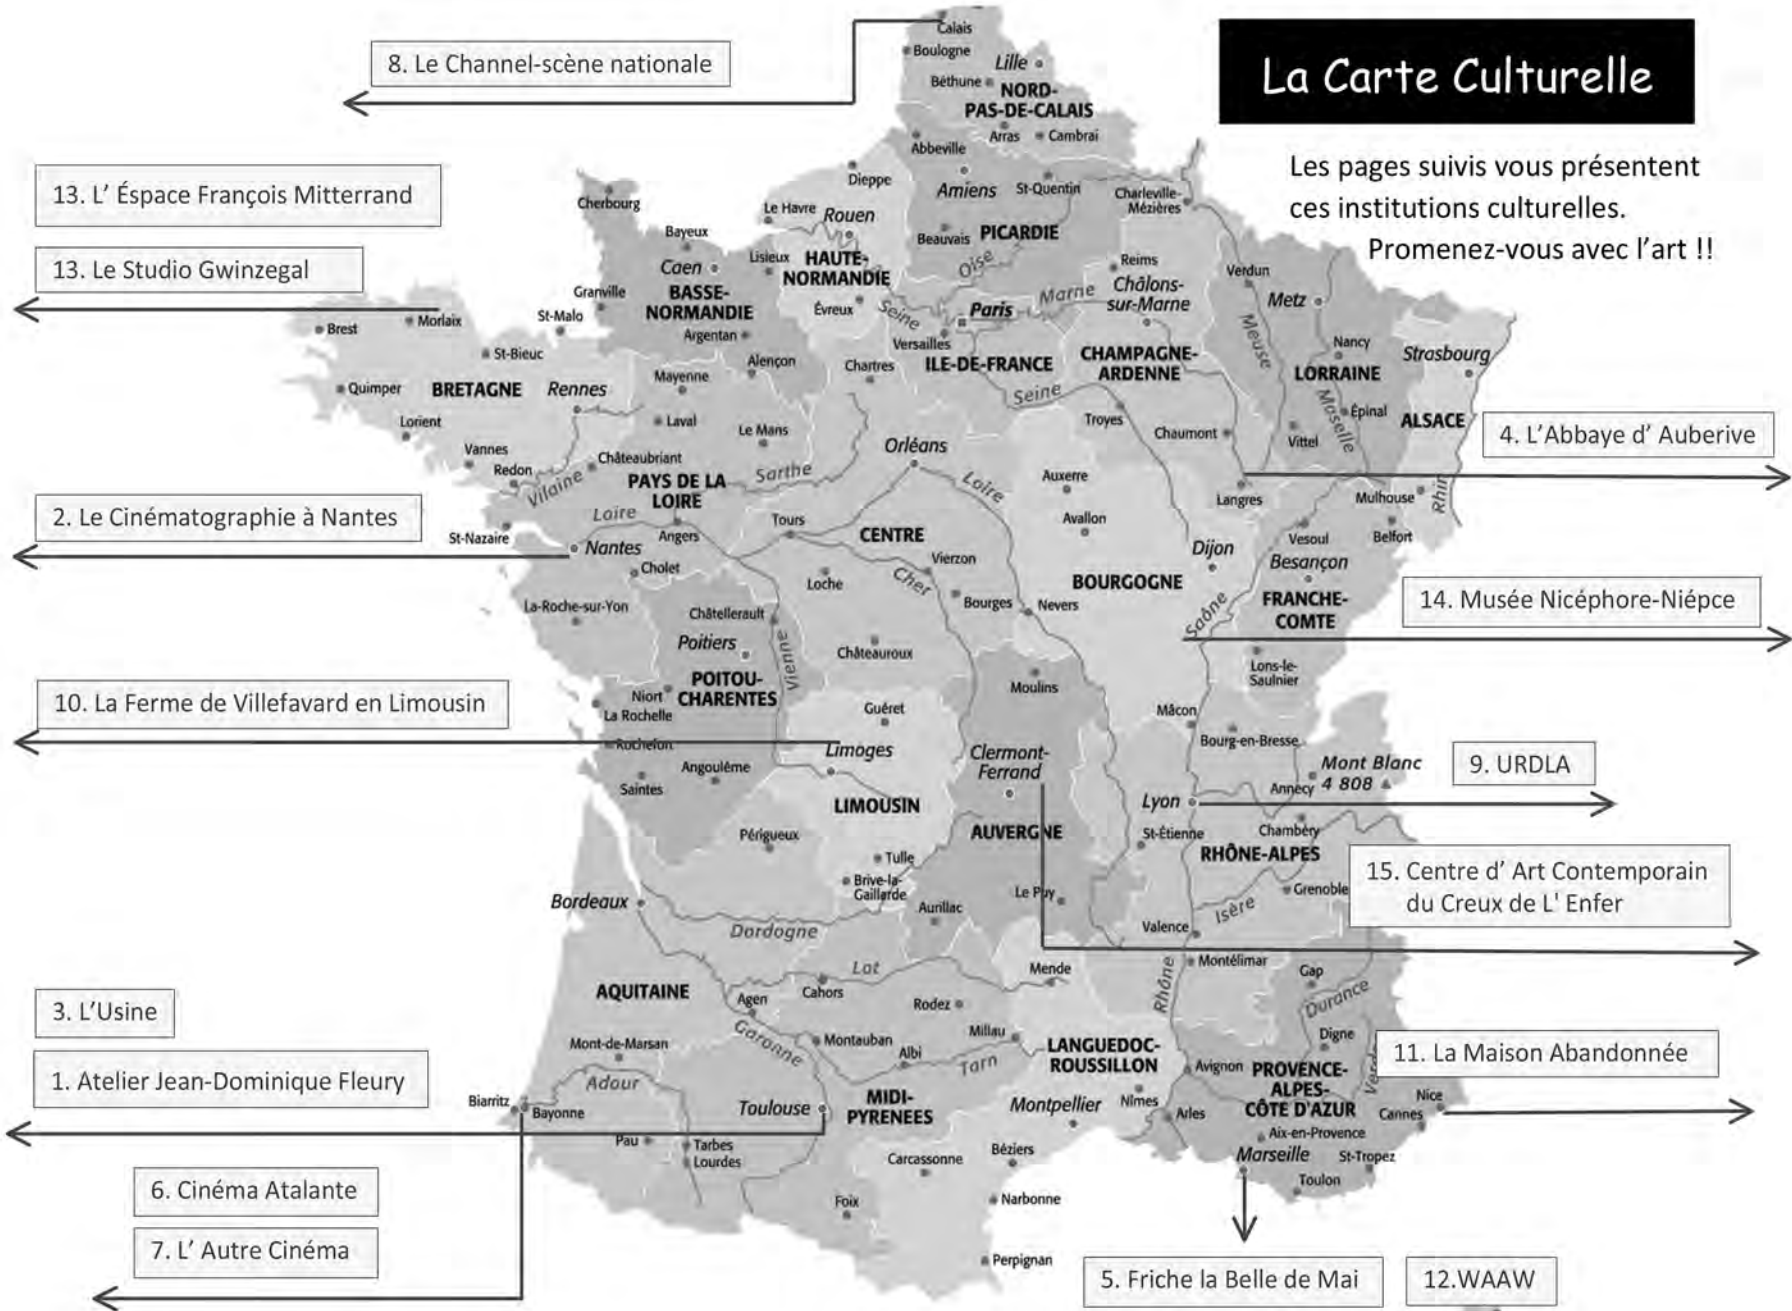 La Carte Culturelle
Les pages suivis vous présentent
ces institutions culturelles.
Promenez-vous avec l'art !!
8. Le Channel-scène nationale
13. L' Éspace François Mitterrand
13. Le Studio Gwinzegal
2. Le Cinématographie à Nantes
10. La Ferme de Villefavard en Limousin
3. L'Usine
1. Atelier Jean-Dominique Fleury
6. Cinéma Atalante
7. L' Autre Cinéma
4. L'Abbaye d' Auberive
14. Musée Nicéphore-Niépce
9. URDLA
15. Centre d' Art Contemporain
du Creux de L' Enfer
11. La Maison Abandonnée
5. Friche la Belle de Mai
12.WAAW
Calais
Boulogne
Lille
Béthune
NORD-
PAS-DE-CALAIS
Arras
Cambrai
Abbeville
Dieppe
Amiens
St-Quentin
Charleville-
Mézières
Cherbourg
Le Havre
Rouen
Beauvais
PICARDIE
Oise
Bayeux
Caen
Lisieux
HAUTE-
NORMANDIE
Reims
Verdun
Metz
Châlons-
sur-Marne
Granville
BASSE-
NORMANDIE
Évreux
Seine
Paris
Marne
Meuse
St-Malo
Morlaix
Brest
Argentan
Versailles
ILE-DE-FRANCE
CHAMPAGNE-
ARDENNE
Nancy
LORRAINE
Strasbourg
St-Bieuc
Alençon
Chartres
Quimper
BRETAGNE
Rennes
Mayenne
Seine
Moselle
Épinal
ALSACE
Lorient
Laval
Le Mans
Troyes
Chaumont
Vittel
Vannes
Redon
Vilaine
Châteaubriant
Orléans
PAYS DE LA
LOIRE
Sarthe
Loire
Auxerre
Langres
Mulhouse
Rhin
St-Nazaire
Loire
Angers
Tours
CENTRE
Avallon
Vesoul
Belfort
Nantes
Cholet
Loche
Cher
Vierzon
Dijon
Besançon
BOURGOGNE
La-Roche-sur-Yon
Châtellerault
Bourges
Nevers
Saône
FRANCHE-
COMTE
Poitiers
Vienne
Châteauroux
Lons-le-
Saulnier
POITOU-
CHARENTES
Niort
La Rochelle
Moulins
Guéret
Mâcon
Bourg-en-Bresse
Rochefort
Limoges
Clermont-
Ferrand
Mont Blanc
4 808
Annecy
Saintes
Angoulême
LIMOUSIN
Lyon
AUVERGNE
St-Étienne
Chambéry
RHÔNE-ALPES
Périgueux
Tulle
Brive-la-
Gaillarde
Le Puy
Grenoble
Bordeaux
Aurillac
Isère
Dordogne
Valence
Lot
Mende
Montélimar
Gap
AQUITAINE
Agen
Cahors
Rodez
Rhône
Durance
Garonne
Mont-de-Marsan
Montauban
Albi
Millau
Tarn
LANGUEDOC-
ROUSSILLON
Digne
Avignon
PROVENCE-
ALPES-
CÔTE D'AZUR
Adour
Biarritz
Bayonne
Toulouse
MIDI-
PYRENEES
Montpellier
Nîmes
Arles
Nice
Cannes
Aix-en-Provence
Pau
Tarbes
Lourdes
Carcassonne
Béziers
Marseille
St-Tropez
Toulon
Foix
Narbonne
Perpignan